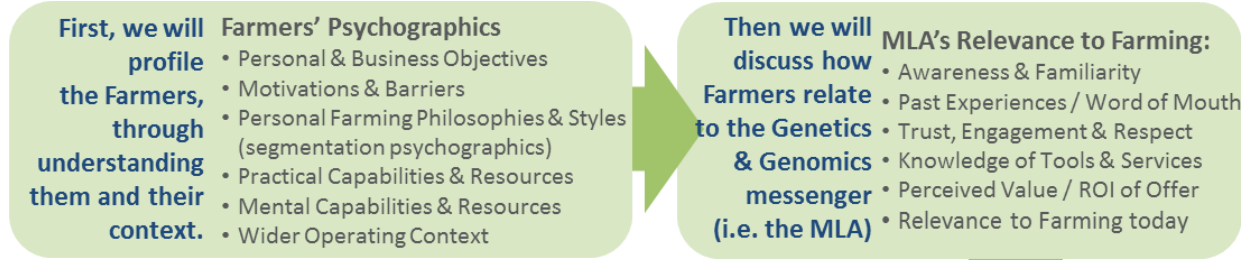 First, we will
profile
the Farmers,
through
understanding
them and their
context.
Farmers’ Psychographics
• Personal & Business Objectives
• Motivations & Barriers
• Personal Farming Philosophies & Styles
(segmentation psychographics)
• Practical Capabilities & Resources
• Mental Capabilities & Resources
• Wider Operating Context
Then we will
discuss how
Farmers relate
to the Genetics
& Genomics
messenger
(i.e. the MLA)
MLA’s Relevance to Farming:
• Awareness & Familiarity
• Past Experiences / Word of Mouth
• Trust, Engagement & Respect
• Knowledge of Tools & Services
• Perceived Value / ROI of Offer
• Relevance to Farming today